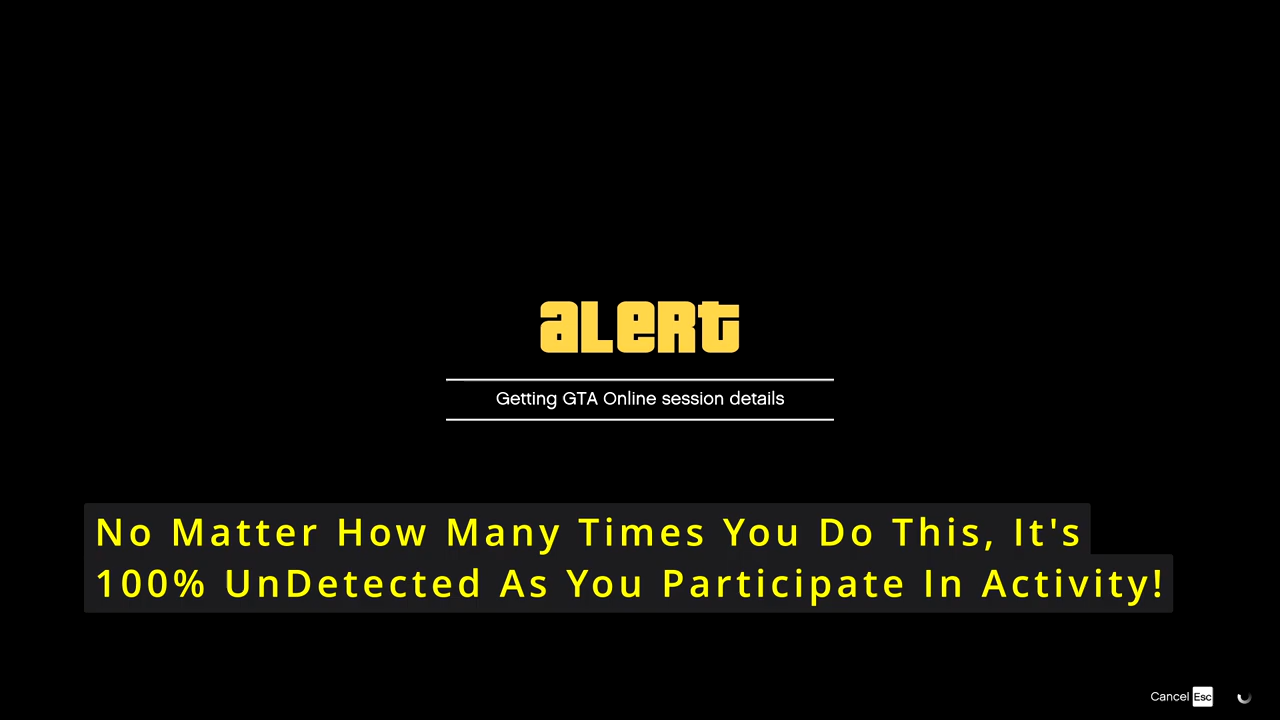 alert
Getting GTA Online session details
No Matter How Many Times You Do This, It's
100% UnDetected As You Participate In Activity!
Cancel Esc